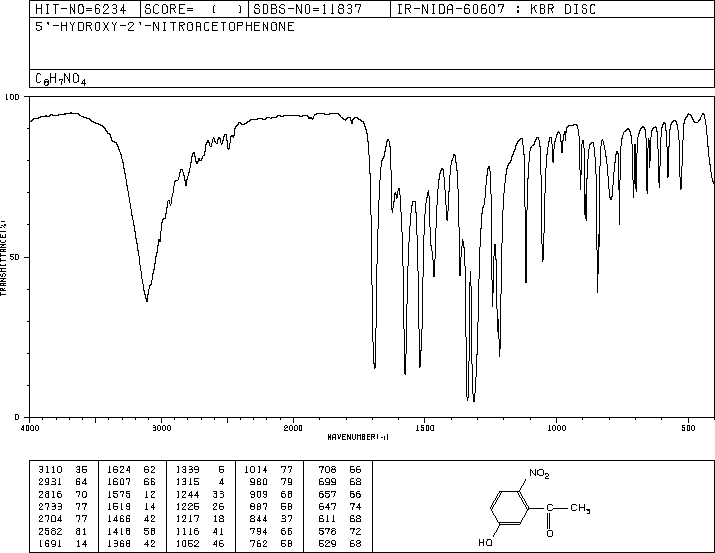 HIT-NO=6234 SCORE= ( ) SDBS-NO=11837 IR-NIDA-60607 : KBR DISC
5'-HYDROXY-2'-NITROACETOPHENONE
C8H7NO4
100
50
0
TRANSMITTANCE(%)
4000 3000 2000 1500 1000 500
WAVENUMBER(-1)
3110 35 1624 62 1339 5 1014 77 708 66
2931 64 1607 66 1315 4 980 79 699 68
2816 70 1575 12 1244 33 909 68 657 66
2733 77 1519 14 1225 26 887 58 647 74
2704 77 1466 42 1217 18 844 37 611 68
2582 81 1418 58 1116 41 794 66 578 72
1691 14 1368 42 1052 46 762 58 529 68
NO2
CH3
O
HO